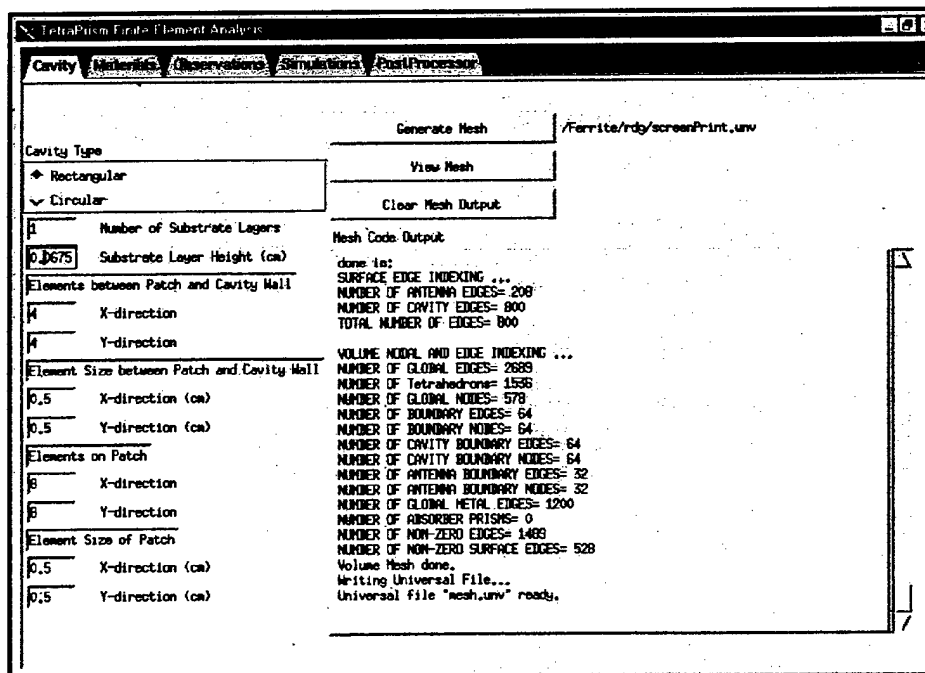 TetraPrism Finite Element Analysis
Cavity Materials Observations Simulations PostProcessor
Generate Mesh /Ferrite/rdg/screenPrint.unv
View Mesh
Clear Mesh Output
Cavity Type
Rectangular
Circular
1 Number of Substrate Layers
0.0675 Substrate Layer Height (cm)
Elements between Patch and Cavity Wall
4 X-direction
4 Y-direction
Element Size between Patch and Cavity Wall
0.5 X-direction (cm)
0.5 Y-direction (cm)
Elements on Patch
8 X-direction
8 Y-direction
Element Size of Patch
0.5 X-direction (cm)
0.5 Y-direction (cm)
Mesh Code Output
done in:
SURFACE EDGE INDEXING ...
NUMBER OF ANTENNA EDGES= 208
NUMBER OF CAVITY EDGES= 800
TOTAL NUMBER OF EDGES= 800
VOLUME NODAL AND EDGE INDEXING ...
NUMBER OF GLOBAL EDGES= 2689
NUMBER OF Tetrahedrons= 1536
NUMBER OF GLOBAL NODES= 578
NUMBER OF BOUNDARY EDGES= 64
NUMBER OF BOUNDARY NODES= 64
NUMBER OF CAVITY BOUNDARY EDGES= 64
NUMBER OF CAVITY BOUNDARY NODES= 64
NUMBER OF ANTENNA BOUNDARY EDGES= 32
NUMBER OF ANTENNA BOUNDARY NODES= 32
NUMBER OF GLOBAL METAL EDGES= 1200
NUMBER OF ABSORBER PRISMS= 0
NUMBER OF NON-ZERO EDGES= 1489
NUMBER OF NON-ZERO SURFACE EDGES= 528
Volume Mesh done.
Writing Universal File...
Universal file "mesh.unv" ready.